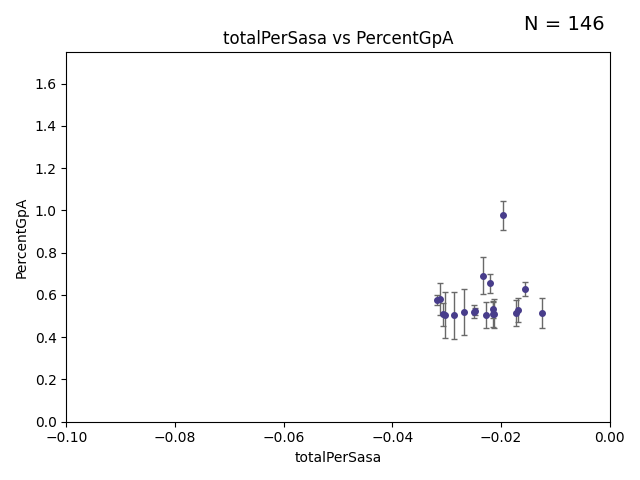 N = 146
totalPerSasa vs PercentGpA
PercentGpA
1.6
1.4
1.2
1.0
0.8
0.6
0.4
0.2
0.0
−0.10 −0.08 −0.06 −0.04 −0.02 0.00
totalPerSasa